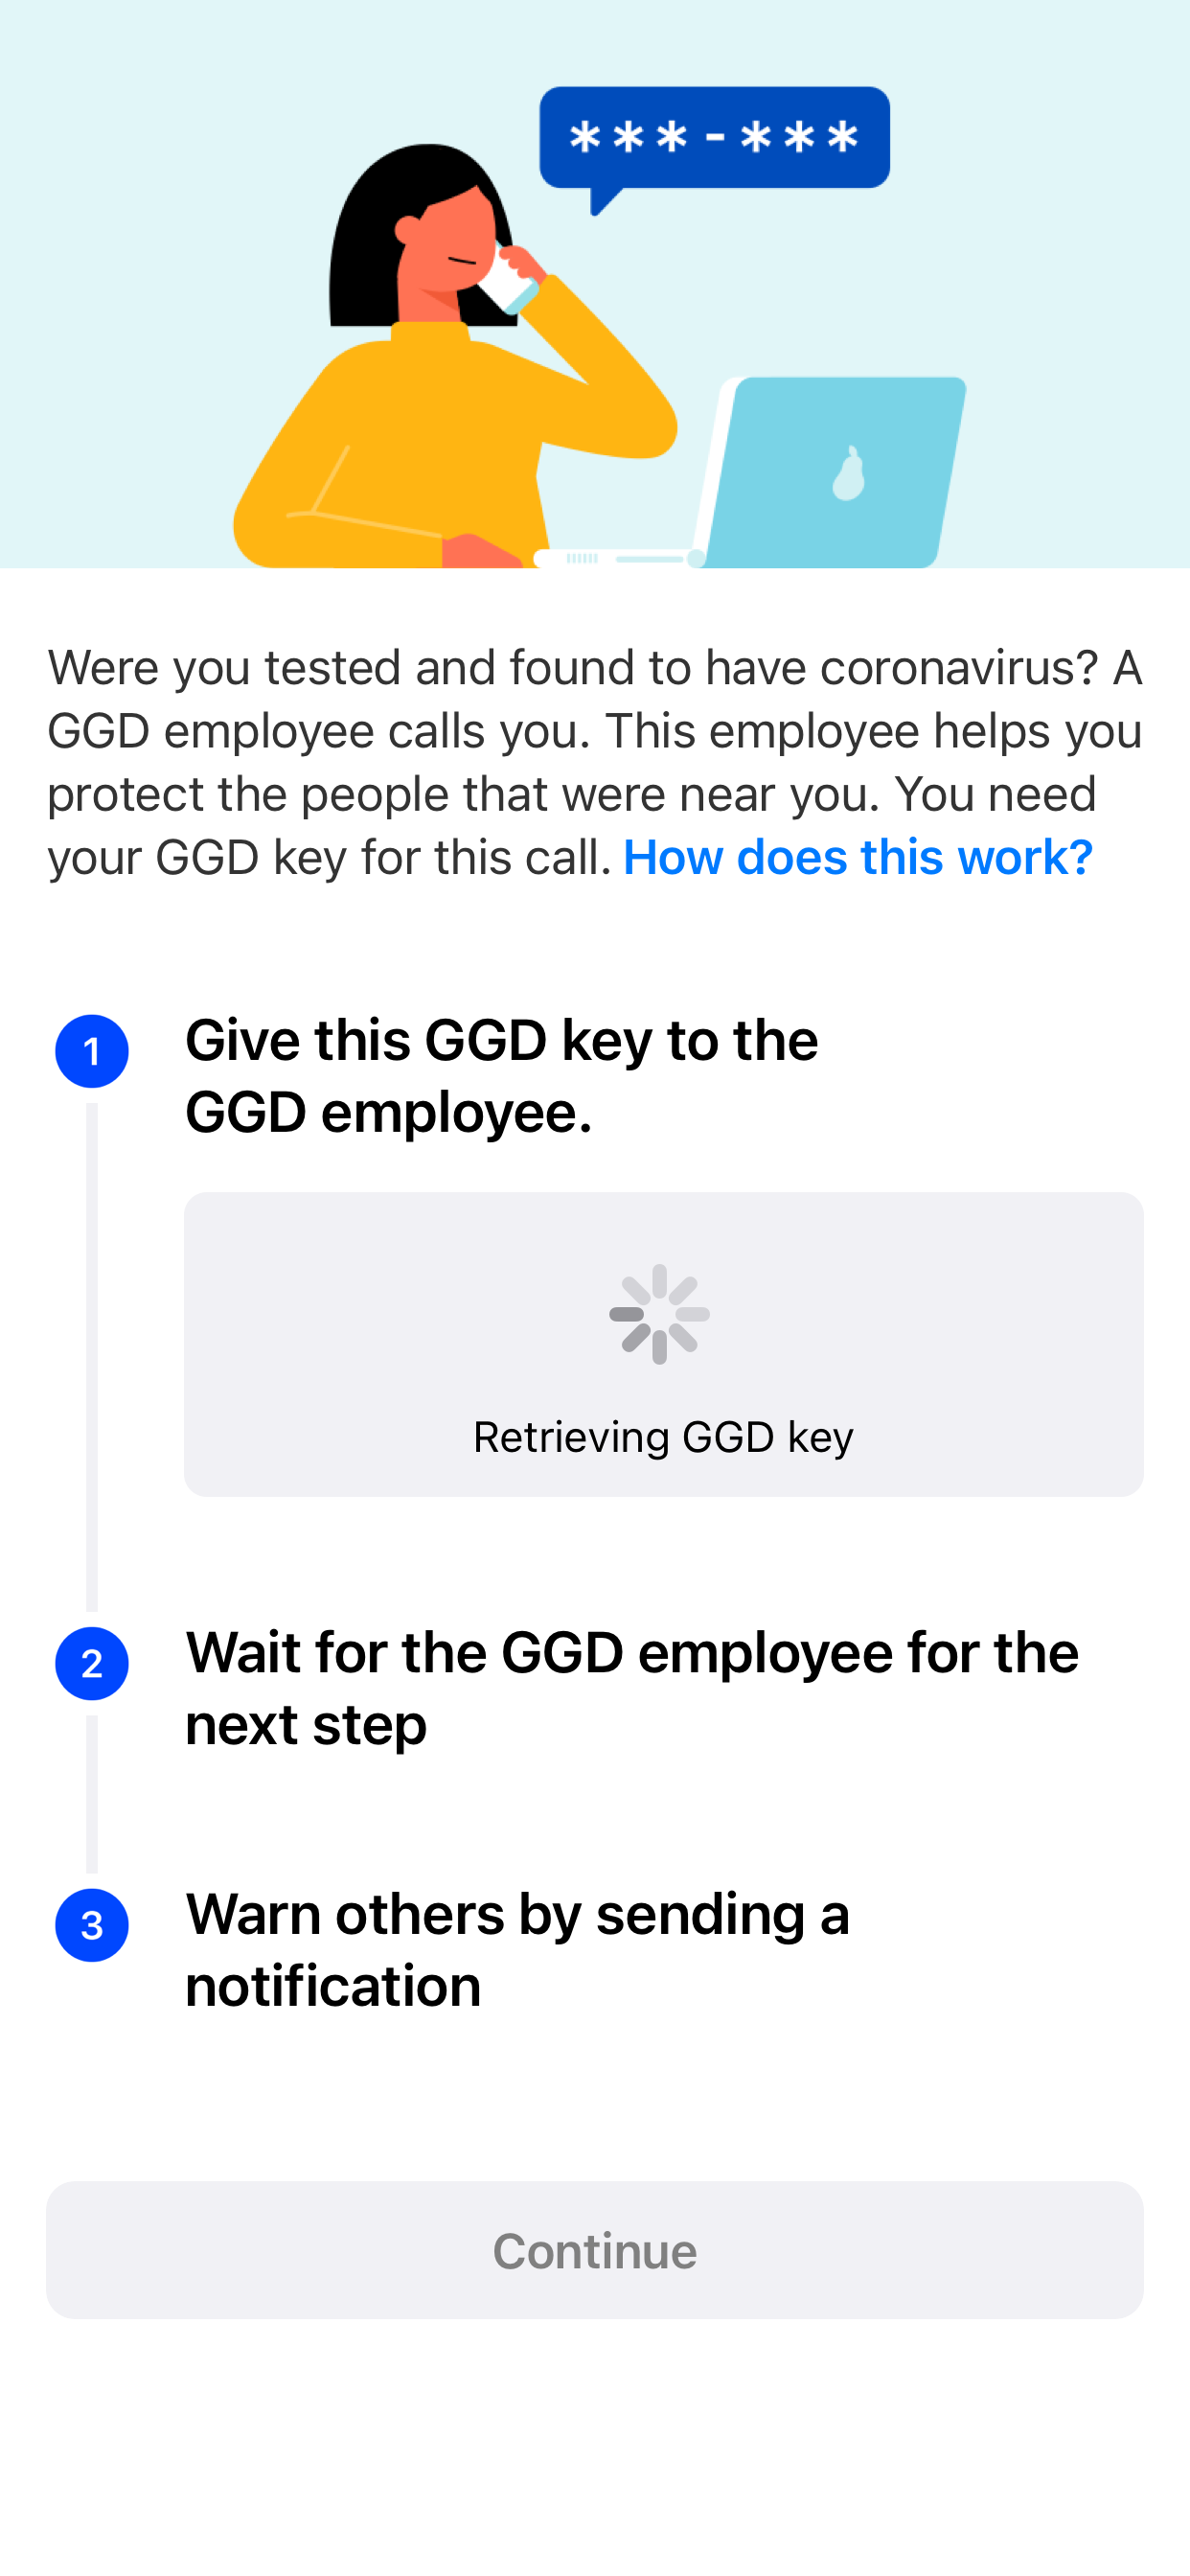 ***-***
Were you tested and found to have coronavirus? A
GGD employee calls you. This employee helps you
protect the people that were near you. You need
your GGD key for this call. How does this work?
1
Give this GGD key to the
GGD employee.
Retrieving GGD key
2
Wait for the GGD employee for the
next step
3
Warn others by sending a
notification
Continue